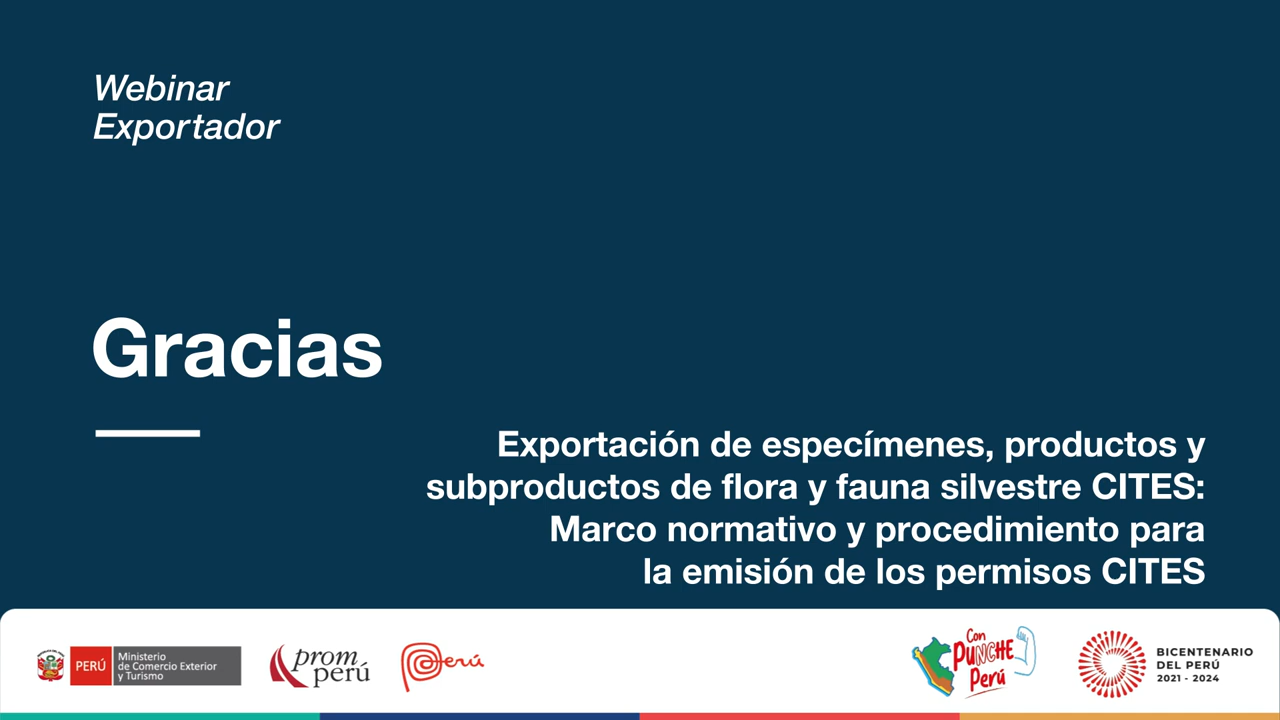 Webinar
Exportador
Gracias
Exportación de especímenes, productos y
subproductos de flora y fauna silvestre CITES:
Marco normativo y procedimiento para
la emisión de los permisos CITES
PERÚ
Ministerio
de Comercio Exterior
y Turismo
prom
perú
Perú
Con
PUNCHE
Perú
BICENTENARIO
DEL PERÚ
2021 - 2024